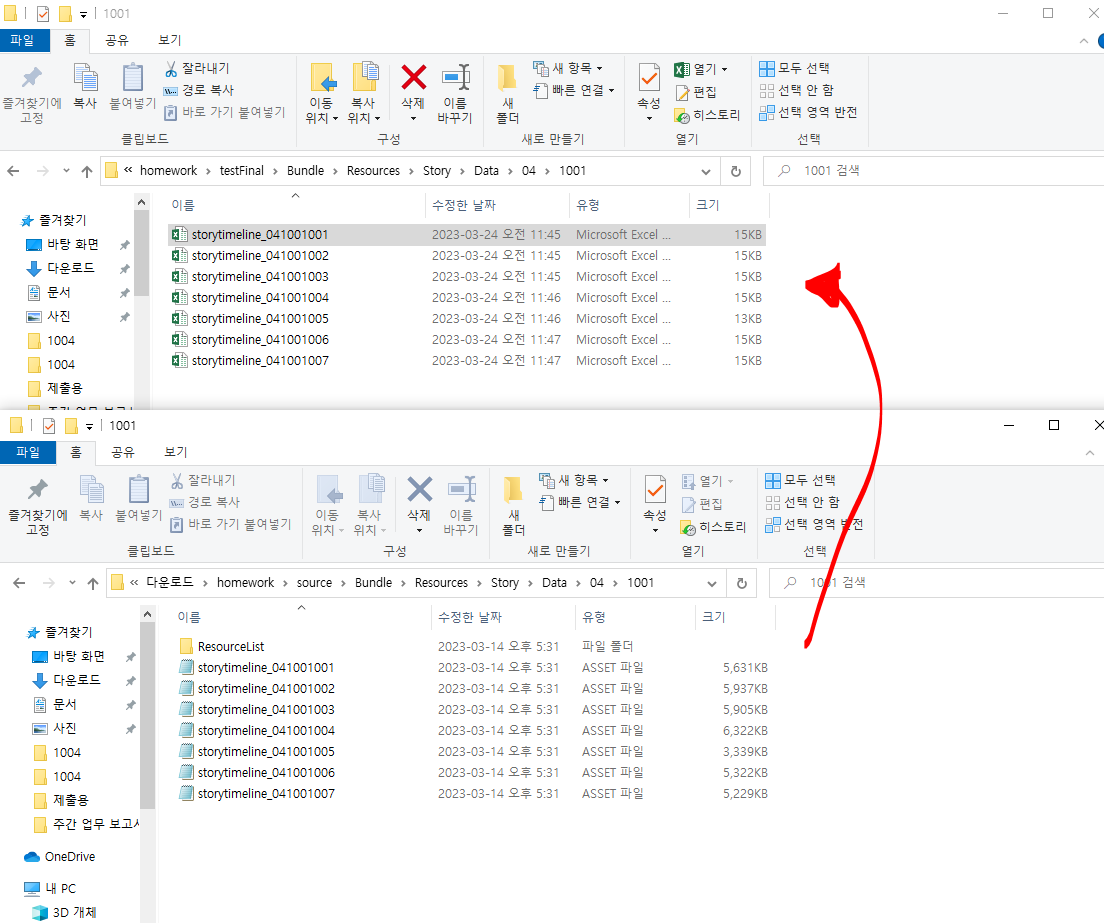 1001
파일 홈 공유 보기
즐겨찾기에 고정
복사
붙여넣기
잘라내기
경로 복사
바로 가기 붙여넣기
이동 위치
복사 위치
삭제
이름 바꾸기
새 폴더
새 항목
빠른 연결
속성
열기
편집
히스토리
모두 선택
선택 안 함
선택 영역 반전
클립보드 구성 새로 만들기 열기 선택
« homework › testFinal › Bundle › Resources › Story › Data › 04 › 1001
1001 검색
즐겨찾기
바탕 화면
다운로드
문서
사진
1004
1004
제출용
이름 수정한 날짜 유형 크기
storytimeline_041001001 2023-03-24 오전 11:45 Microsoft Excel ... 15KB
storytimeline_041001002 2023-03-24 오전 11:45 Microsoft Excel ... 15KB
storytimeline_041001003 2023-03-24 오전 11:45 Microsoft Excel ... 15KB
storytimeline_041001004 2023-03-24 오전 11:46 Microsoft Excel ... 15KB
storytimeline_041001005 2023-03-24 오전 11:46 Microsoft Excel ... 13KB
storytimeline_041001006 2023-03-24 오전 11:47 Microsoft Excel ... 15KB
storytimeline_041001007 2023-03-24 오전 11:47 Microsoft Excel ... 15KB
1001
파일 홈 공유 보기
즐겨찾기에 고정
복사
붙여넣기
잘라내기
경로 복사
바로 가기 붙여넣기
이동 위치
복사 위치
삭제
이름 바꾸기
새 폴더
새 항목
빠른 연결
속성
열기
편집
히스토리
모두 선택
선택 안 함
선택 영역 반전
클립보드 구성 새로 만들기 열기 선택
« 다운로드 › homework › source › Bundle › Resources › Story › Data › 04 › 1001
1001 검색
즐겨찾기
바탕 화면
다운로드
문서
사진
1004
1004
제출용
주간 업무 보고
OneDrive
내 PC
3D 개체
이름 수정한 날짜 유형 크기
ResourceList 2023-03-14 오후 5:31 파일 폴더
storytimeline_041001001 2023-03-14 오후 5:31 ASSET 파일 5,631KB
storytimeline_041001002 2023-03-14 오후 5:31 ASSET 파일 5,937KB
storytimeline_041001003 2023-03-14 오후 5:31 ASSET 파일 5,905KB
storytimeline_041001004 2023-03-14 오후 5:31 ASSET 파일 6,322KB
storytimeline_041001005 2023-03-14 오후 5:31 ASSET 파일 3,339KB
storytimeline_041001006 2023-03-14 오후 5:31 ASSET 파일 5,322KB
storytimeline_041001007 2023-03-14 오후 5:31 ASSET 파일 5,229KB